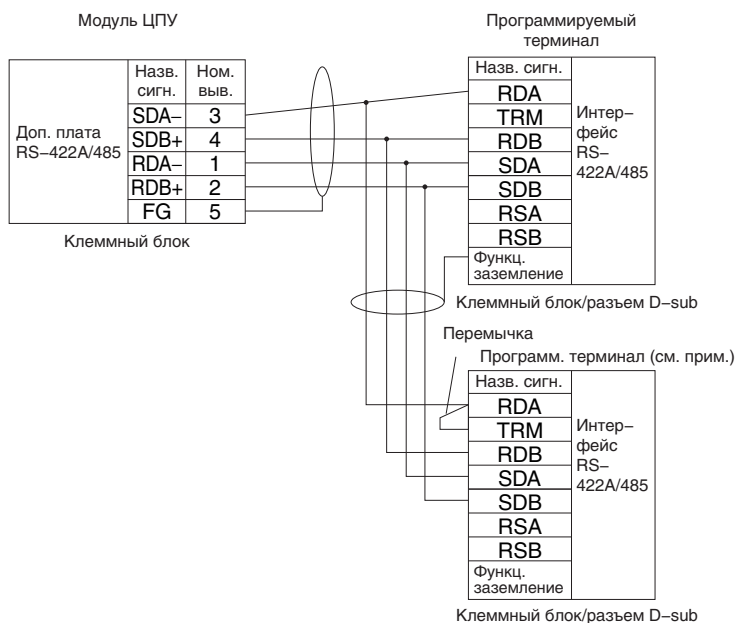 Модуль ЦПУ
Программируемый
терминал
Доп. плата
RS–422A/485
Назв.
сигн.
Ном.
выв.
SDA– 3
SDB+ 4
RDA– 1
RDB+ 2
FG 5
Клеммный блок
Назв. сигн.
RDA
TRM
RDB
SDA
SDB
RSA
RSB
Функц.
заземление
Интер–
фейс
RS–
422A/485
Клеммный блок/разъем D–sub
Перемычка
Программ. терминал (см. прим.)
Назв. сигн.
RDA
TRM
RDB
SDA
SDB
RSA
RSB
Функц.
заземление
Интер–
фейс
RS–
422A/485
Клеммный блок/разъем D–sub